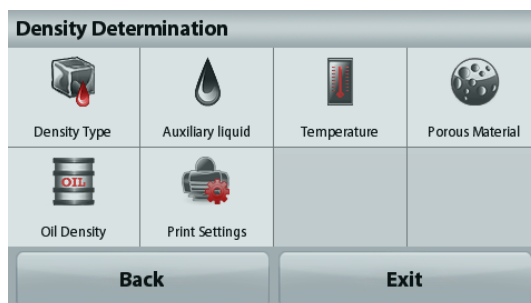 Density Determination
Density Type Auxiliary liquid Temperature Porous Material
OIL
Oil Density Print Settings
Back Exit